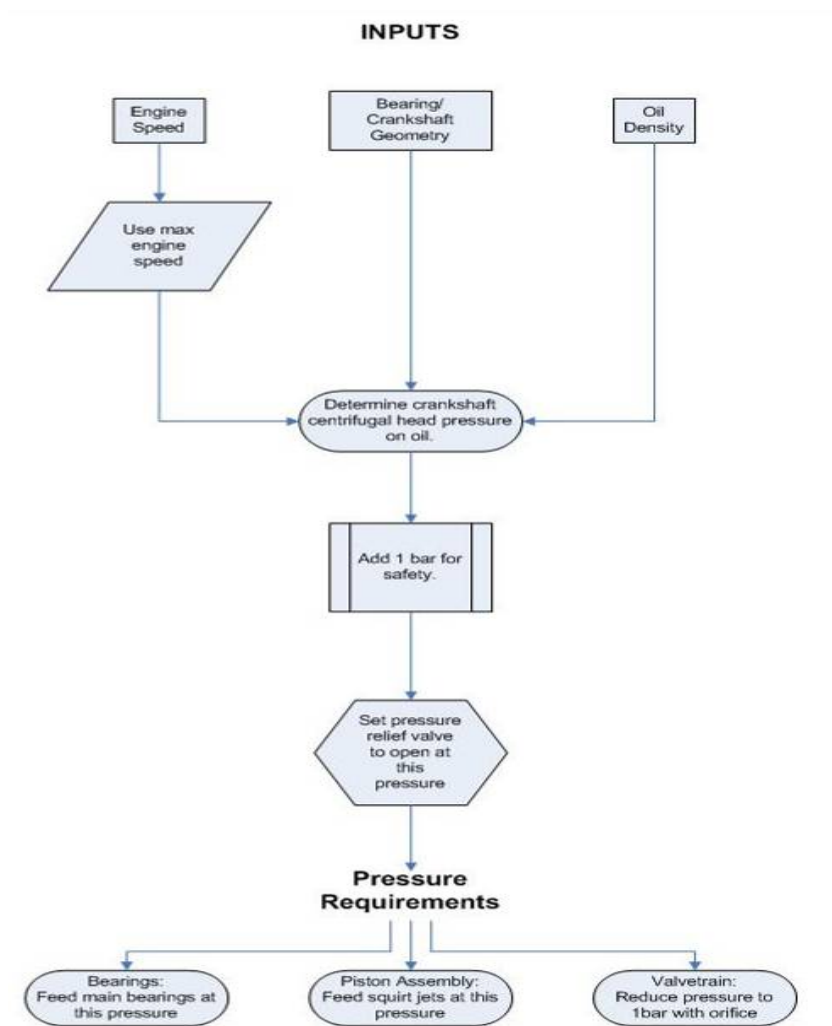 INPUTS
Engine
Speed
Bearing/
Crankshaft
Geometry
Oil
Density
Use max
engine
speed
Determine crankshaft
centrifugal head pressure
on oil.
Add 1 bar for
safety.
Set pressure
relief valve
to open at
this
pressure
Pressure
Requirements
Bearings:
Feed main bearings at
this pressure
Piston Assembly:
Feed squirt jets at this
pressure
Valvetrain:
Reduce pressure to
1bar with orifice